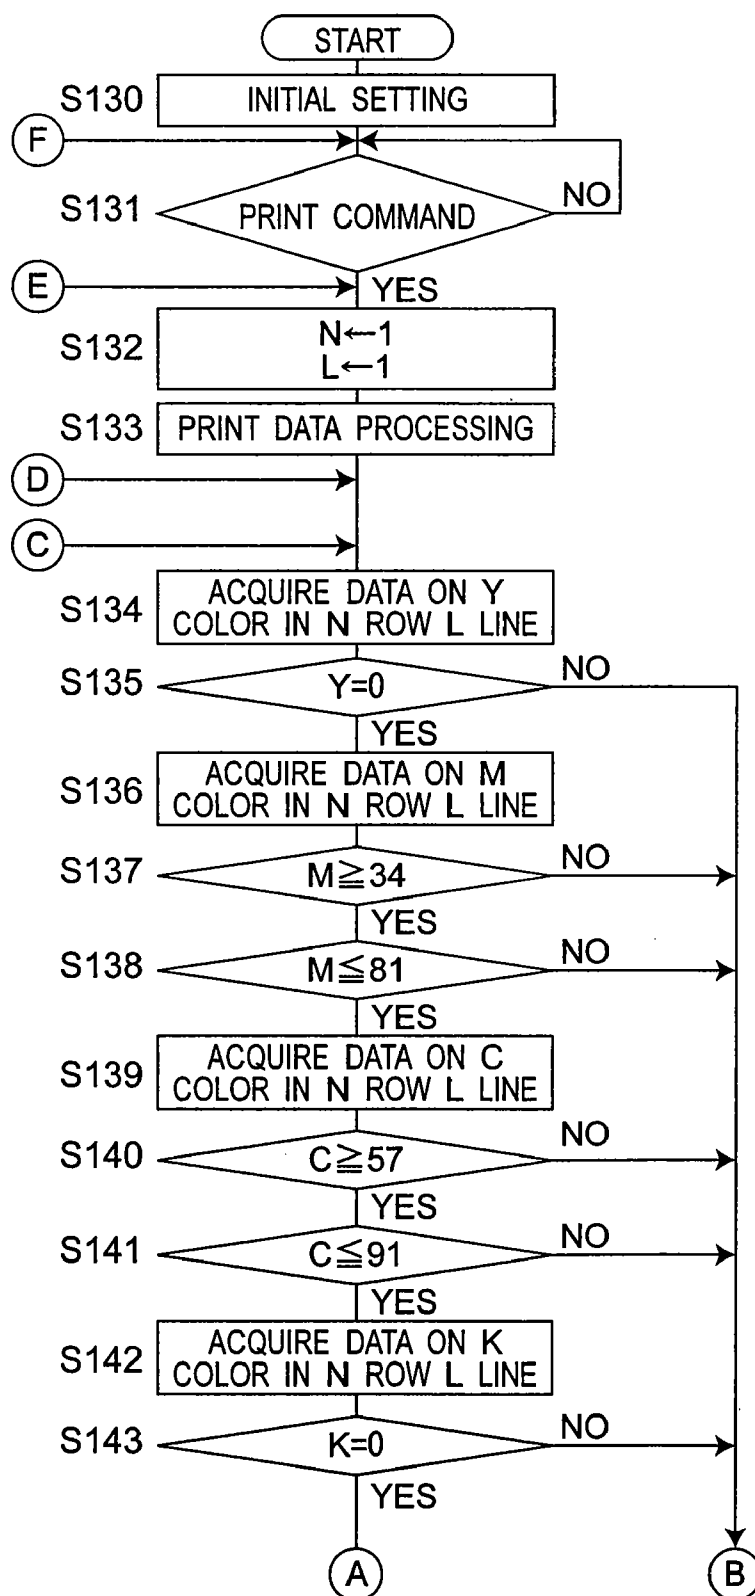 START
S130
INITIAL SETTING
F
S131
PRINT COMMAND
NO
E
YES
S132
N←1
L←1
S133
PRINT DATA PROCESSING
D
C
S134
ACQUIRE DATA ON Y
COLOR IN N ROW L LINE
S135
Y=0
NO
YES
S136
ACQUIRE DATA ON M
COLOR IN N ROW L LINE
S137
M≧34
NO
YES
S138
M≦81
NO
YES
S139
ACQUIRE DATA ON C
COLOR IN N ROW L LINE
S140
C≧57
NO
YES
S141
C≦91
NO
YES
S142
ACQUIRE DATA ON K
COLOR IN N ROW L LINE
S143
K=0
NO
YES
A
B